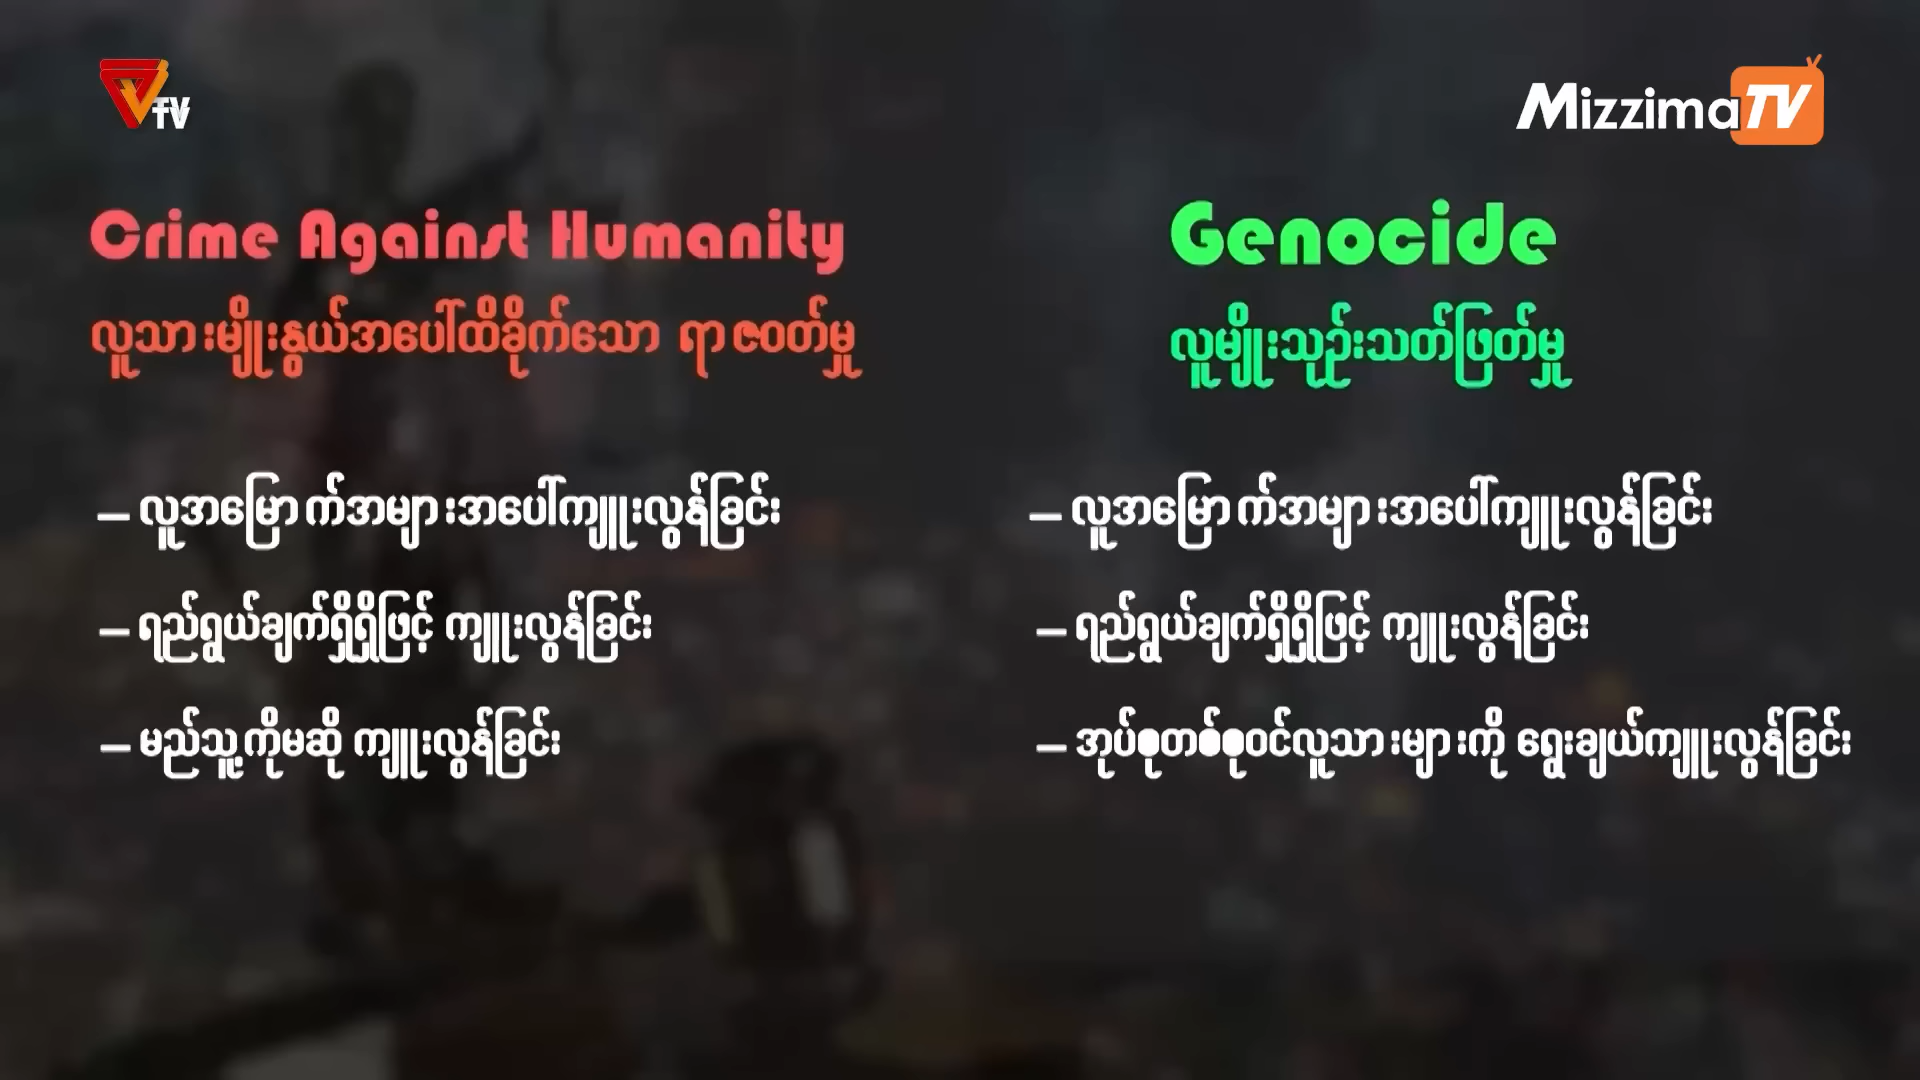 TV
MizzimaTV
Crime Against Humanity
လူသားမျိုးနွယ်အပေါ်ထိခိုက်သော ရာဇဝတ်မှု
– လူအမြောက်အများအပေါ်ကျူးလွန်ခြင်း
– ရည်ရွယ်ချက်ရှိရှိဖြင့် ကျူးလွန်ခြင်း
– မည်သူ့ကိုမဆို ကျူးလွန်ခြင်း
Genocide
လူမျိုးသုဉ်းသတ်ဖြတ်မှု
– လူအမြောက်အများအပေါ်ကျူးလွန်ခြင်း
– ရည်ရွယ်ချက်ရှိရှိဖြင့် ကျူးလွန်ခြင်း
– အုပ်စုတစ်စုဝင်လူသားများကို ရွေးချယ်ကျူးလွန်ခြင်း